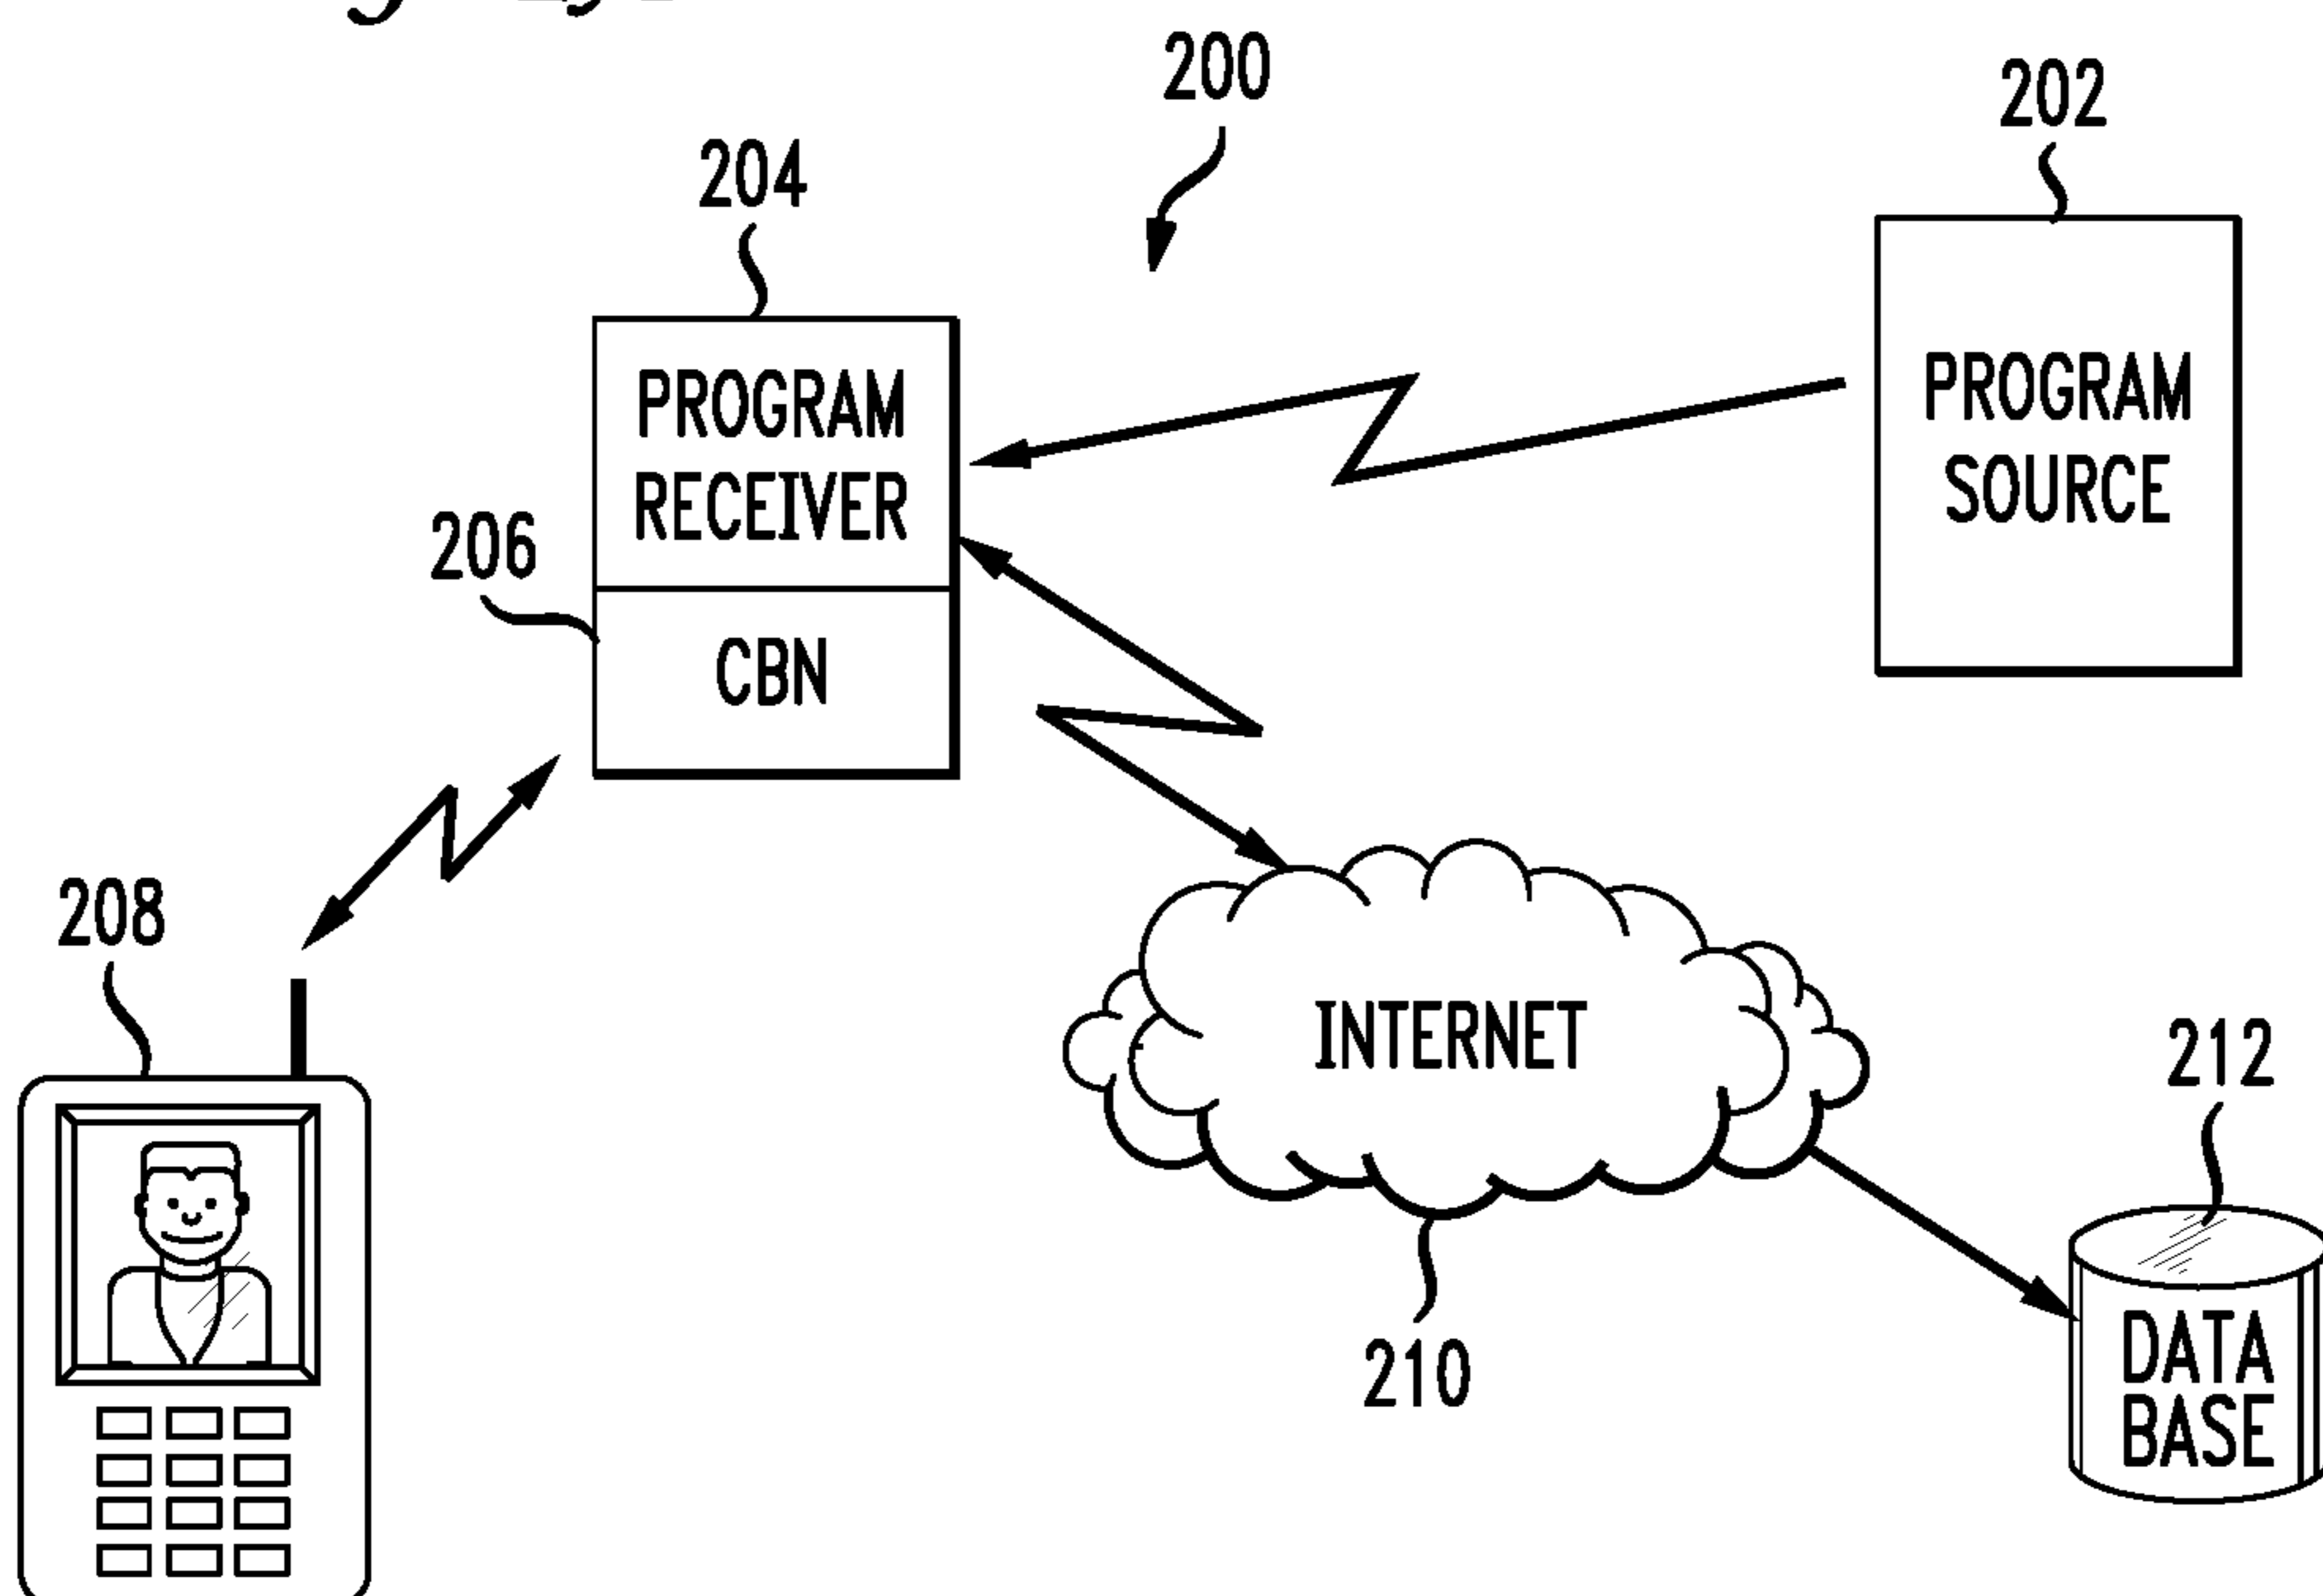 200
202
204
PROGRAM
RECEIVER
PROGRAM
SOURCE
206
CBN
208
INTERNET
212
210
DATA
BASE